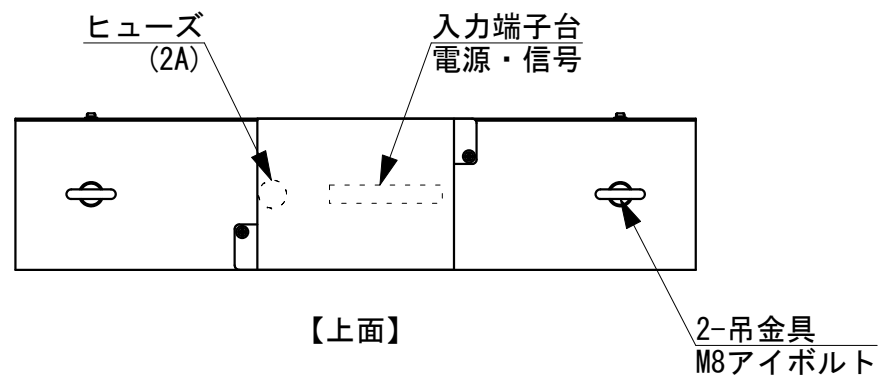 ヒューズ
(2A)
入力端子台
電源・信号
【上面】
2-吊金具
M8アイボルト